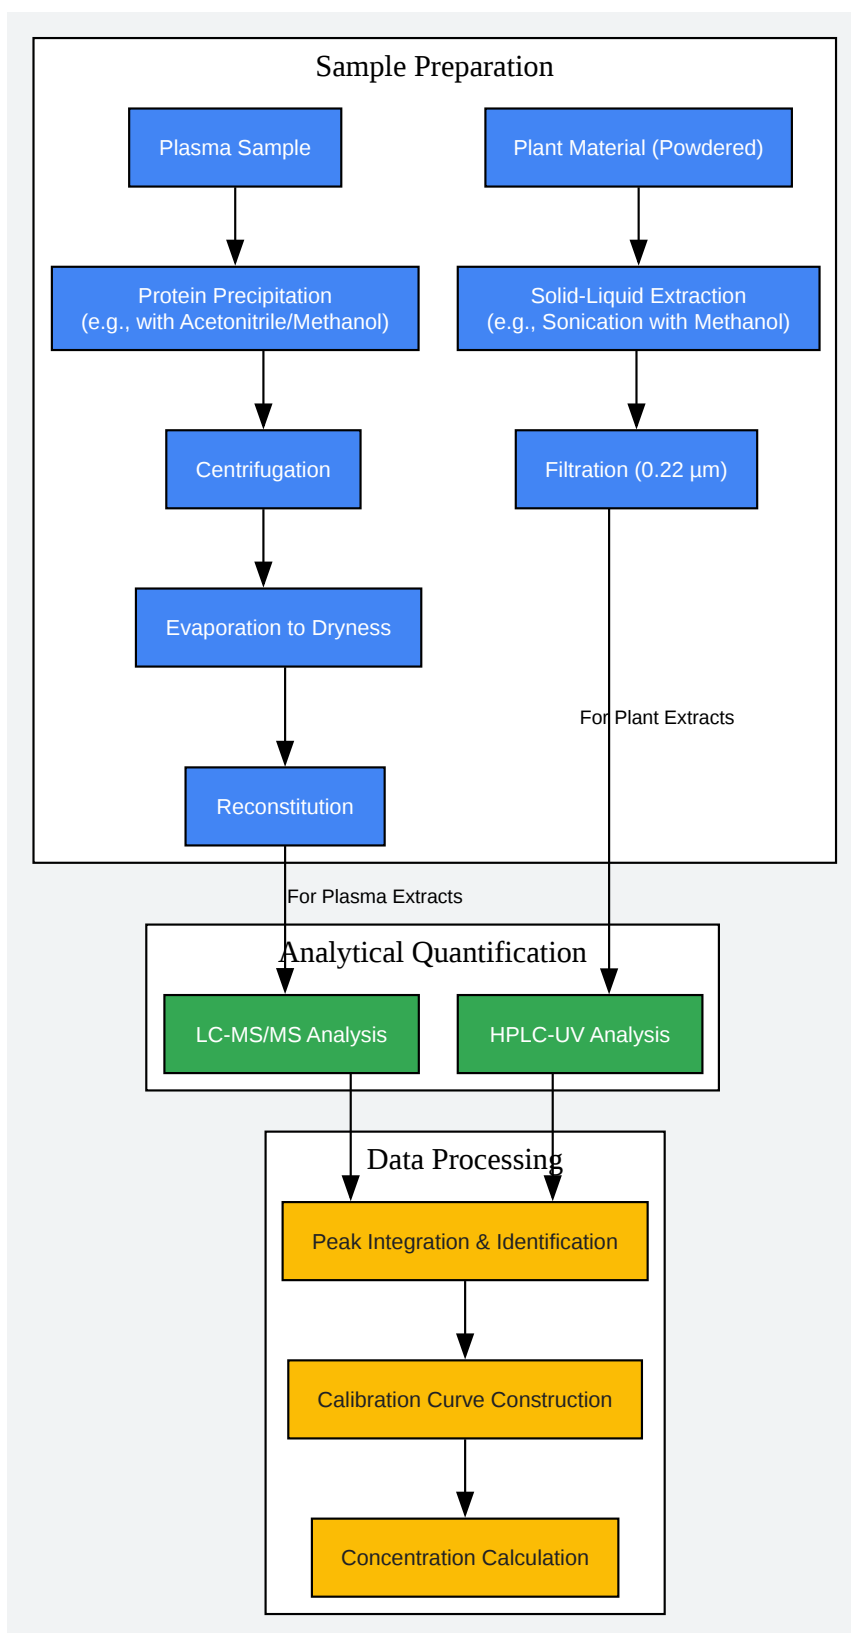 Sample Preparation
Plasma Sample
Plant Material (Powdered)
Protein Precipitation
(e.g., with Acetonitrile/Methanol)
Solid-Liquid Extraction
(e.g., Sonication with Methanol)
Centrifugation
Filtration (0.22 µm)
Evaporation to Dryness
For Plant Extracts
Reconstitution
For Plasma Extracts
Analytical Quantification
LC-MS/MS Analysis
HPLC-UV Analysis
Data Processing
Peak Integration & Identification
Calibration Curve Construction
Concentration Calculation